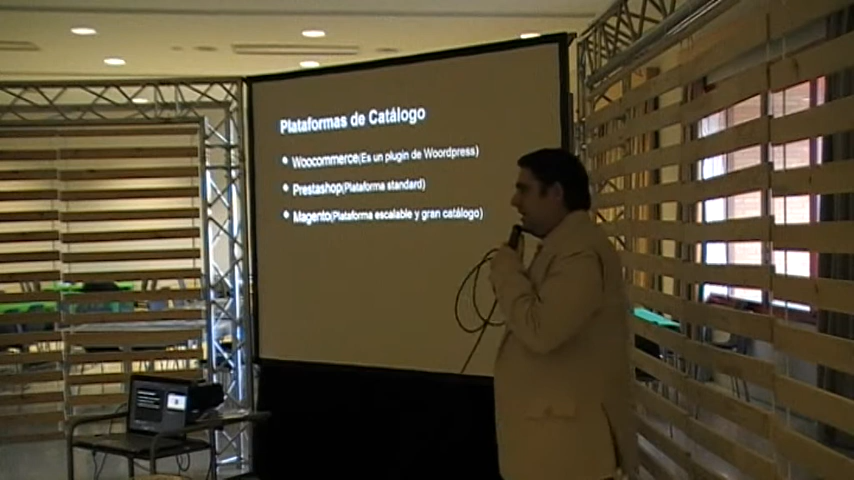 Plataformas de Catálogo
Woocommerce(Es un plugin de Woordpress)
Prestashop(Plataforma standard)
Magento(Plataforma escalable y gran catálogo)